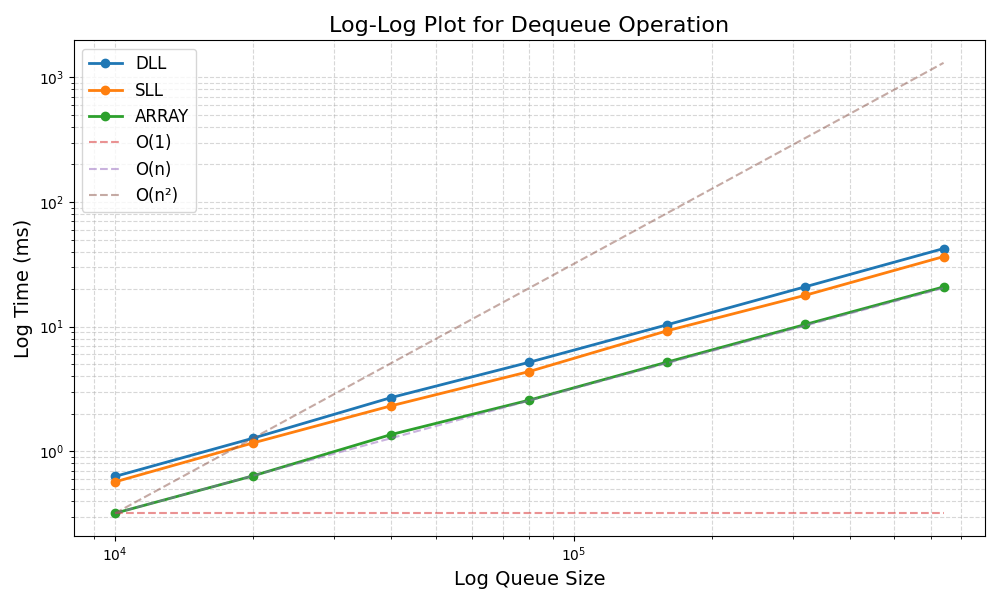 Log-Log Plot for Dequeue Operation
DLL
SLL
ARRAY
O(1)
O(n)
O(n²)
Log Time (ms)
10³
10²
10¹
10⁰
10⁴
10⁵
Log Queue Size